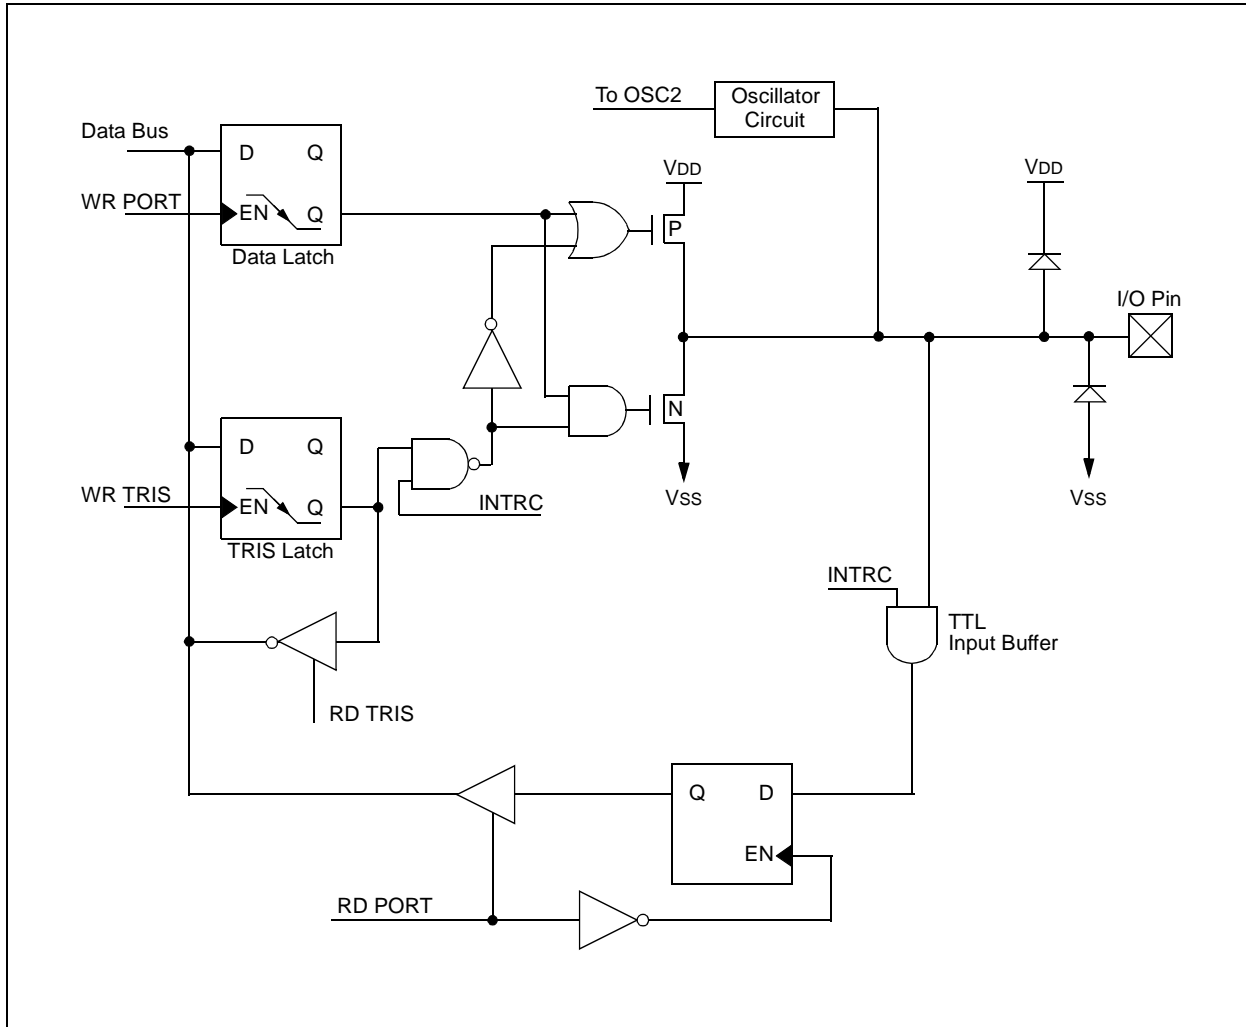 To OSC2
Oscillator
Circuit
Data Bus
D
Q
VDD
VDD
WR PORT
EN
Q
P
Data Latch
I/O Pin
D
Q
N
WR TRIS
EN
Q
INTRC
VSS
VSS
TRIS Latch
INTRC
TTL
Input Buffer
RD TRIS
Q
D
EN
RD PORT